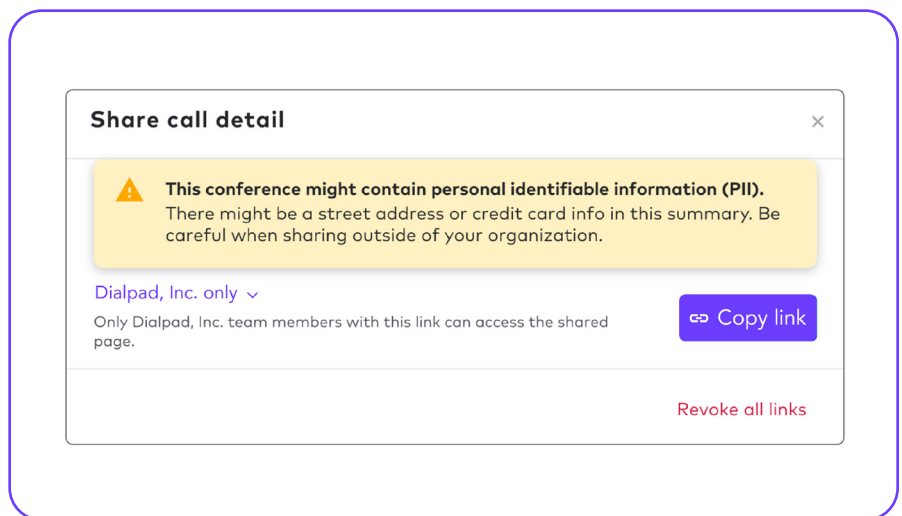 Share call detail
This conference might contain personal identifiable information (PII).
There might be a street address or credit card info in this summary. Be
careful when sharing outside of your organization.
Dialpad, Inc. only
Only Dialpad, Inc. team members with this link can access the shared
page.
Copy link
Revoke all links